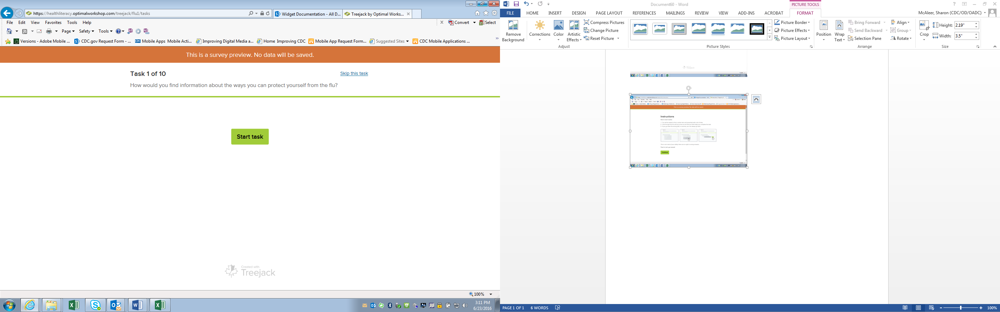 https://healthliteracy.optimalworkshop.com/treejack/flu1/tasks
Widget Documentation - All D...
Treejack by Optimal Works...
File Edit View Favorites Tools Help
Convert Select
Page Safety Tools
Versions - Adobe Mobile ... CDC.gov Request Form - ... Mobile Apps Mobile Acti... Improving Digital Media a... Home Improving CDC Mobile App Request Form... Suggested Sites CDC Mobile Applications ...
This is a survey preview. No data will be saved.
Task 1 of 10
Skip this task
How would you find information about the ways you can protect yourself from the flu?
Start task
Created with
Treejack
100%
3:11 PM
6/23/2016
Document60 - Word
PICTURE TOOLS
FILE HOME INSERT DESIGN PAGE LAYOUT REFERENCES MAILINGS REVIEW VIEW ADD-INS ACROBAT FORMAT
McAleer, Sharon (CDC/OD/OADC)
Remove Background
Corrections
Color
Artistic Effects
Compress Pictures
Change Picture
Reset Picture
Adjust
Picture Styles
Picture Border
Picture Effects
Picture Layout
Position
Wrap Text
Bring Forward
Send Backward
Selection Pane
Align
Group
Rotate
Arrange
Crop
Height: 2.19"
Width: 3.5"
Size
Instructions
Continue
PAGE 1 OF 1 6 WORDS
100%